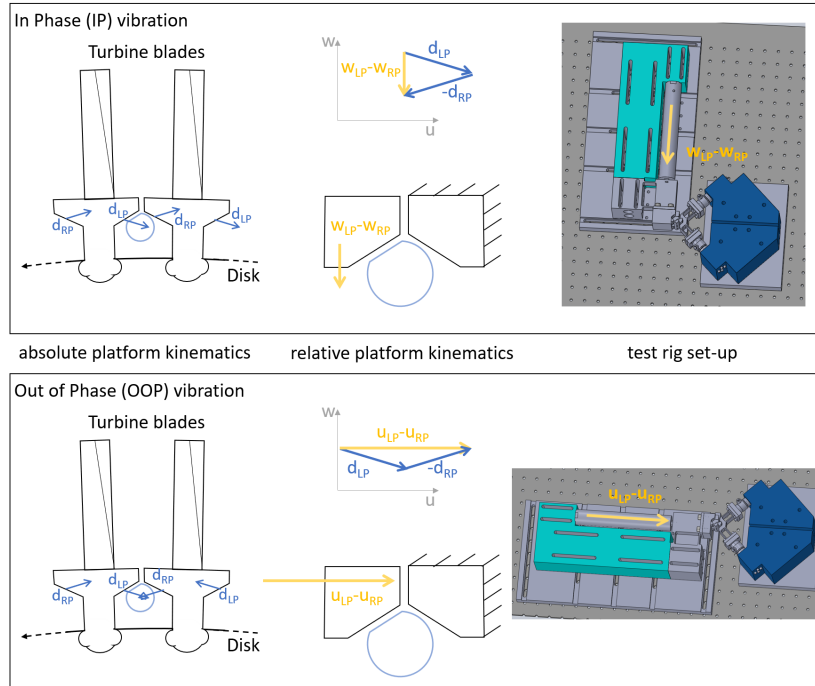 In Phase (IP) vibration
Turbine blades
d_RP
d_LP
d_RP
d_LP
Disk
w
w_LP-w_RP
d_LP
-d_RP
u
w_LP-w_RP
w_LP-w_RP
absolute platform kinematics
relative platform kinematics
test rig set-up
Out of Phase (OOP) vibration
Turbine blades
d_RP
d_LP
d_RP
d_LP
Disk
w
u_LP-u_RP
d_LP
-d_RP
u
u_LP-u_RP
u_LP-u_RP